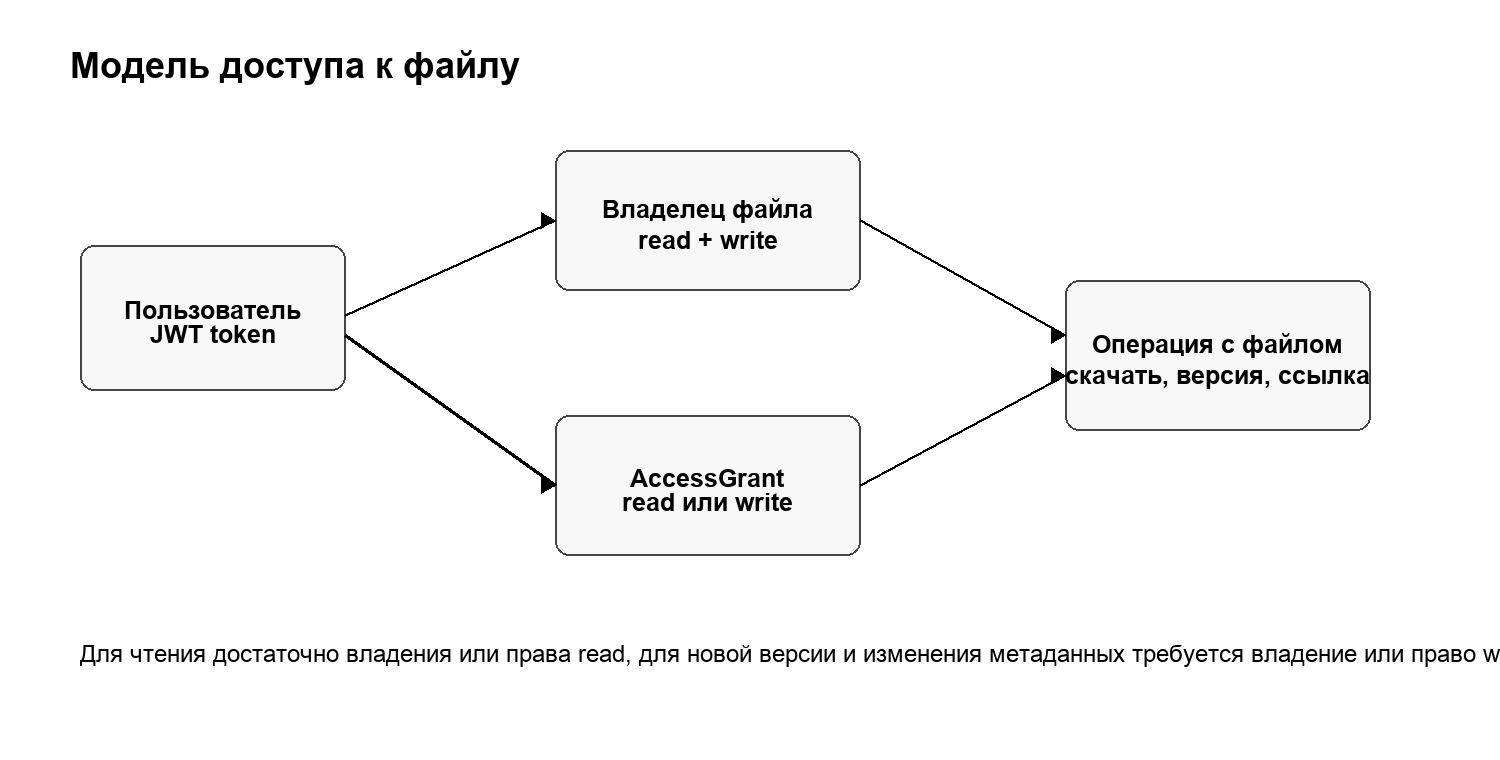 Модель доступа к файлу
Владелец файла
read + write
Пользователь
JWT token
Операция с файлом
скачать, версия, ссылка
AccessGrant
read или write
Для чтения достаточно владения или права read, для новой версии и изменения метаданных требуется владение или право w